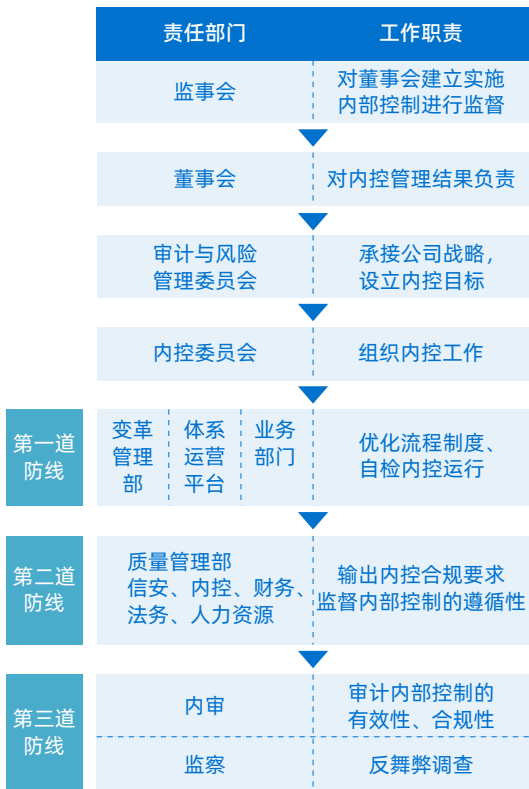 责任部门
工作职责
监事会
对董事会建立实施
内部控制进行监督
董事会
对内控管理结果负责
审计与风险
管理委员会
承接公司战略，
设立内控目标
内控委员会
组织内控工作
第一道
防线
变革
管理
部
体系
运营
平台
业务
部门
优化流程制度、
自检内控运行
第二道
防线
质量管理部
信安、内控、财务、
法务、人力资源
输出内控合规要求
监督内部控制的遵循性
第三道
防线
内审
审计内部控制的
有效性、合规性
监察
反舞弊调查